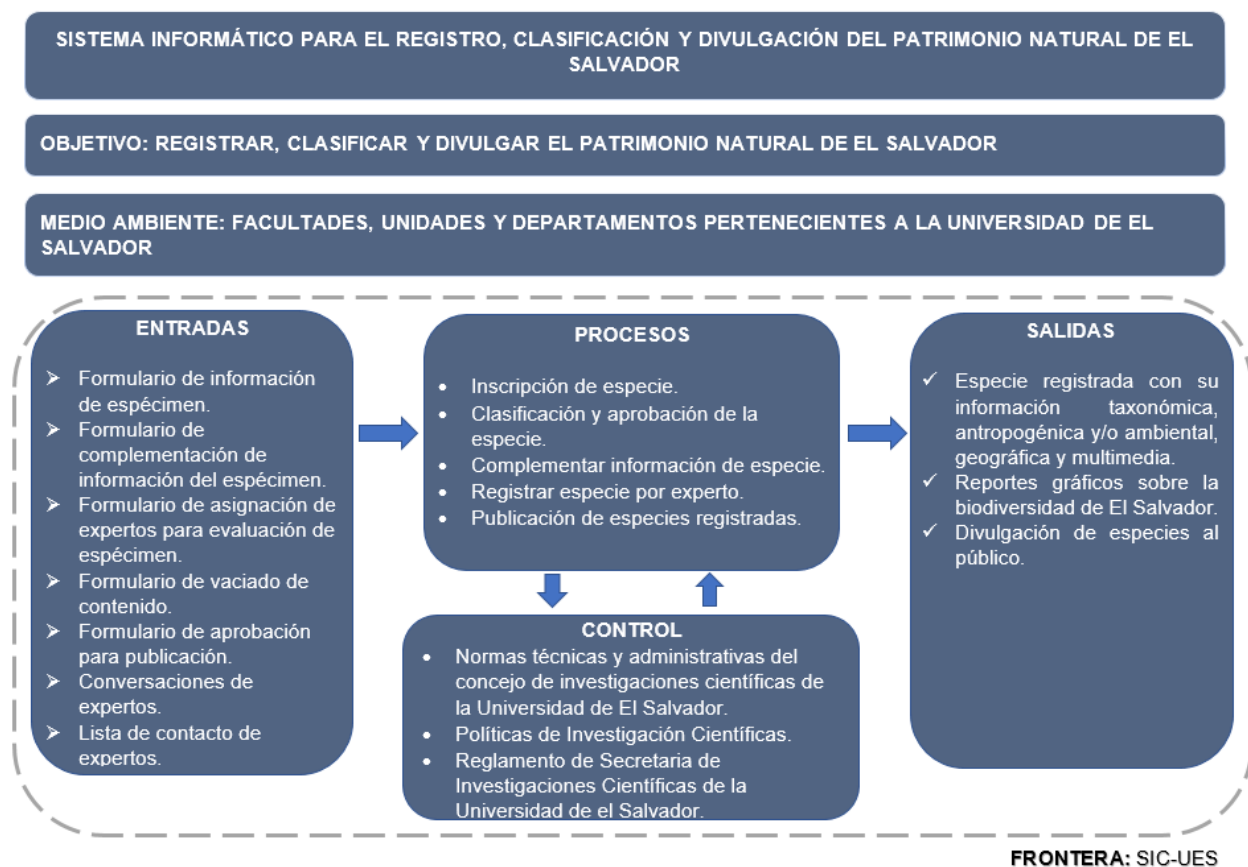 SISTEMA INFORMÁTICO PARA EL REGISTRO, CLASIFICACIÓN Y DIVULGACIÓN DEL PATRIMONIO NATURAL DE EL
SALVADOR
OBJETIVO: REGISTRAR, CLASIFICAR Y DIVULGAR EL PATRIMONIO NATURAL DE EL SALVADOR
MEDIO AMBIENTE: FACULTADES, UNIDADES Y DEPARTAMENTOS PERTENECIENTES A LA UNIVERSIDAD DE EL
SALVADOR
ENTRADAS
➢ Formulario de información
de espécimen.
➢ Formulario de
complementación de
información del espécimen.
➢ Formulario de asignación de
expertos para evaluación de
espécimen.
➢ Formulario de vaciado de
contenido.
➢ Formulario de aprobación
para publicación.
➢ Conversaciones de
expertos.
➢ Lista de contacto de
expertos.
PROCESOS
• Inscripción de especie.
• Clasificación y aprobación de la
especie.
• Complementar información de especie.
• Registrar especie por experto.
• Publicación de especies registradas.
CONTROL
• Normas técnicas y administrativas del
concejo de investigaciones científicas de
la Universidad de El Salvador.
• Políticas de Investigación Científicas.
• Reglamento de Secretaria de
Investigaciones Científicas de la
Universidad de el Salvador.
SALIDAS
✓ Especie registrada con su
información taxonómica,
antropogénica y/o ambiental,
geográfica y multimedia.
✓ Reportes gráficos sobre la
biodiversidad de El Salvador.
✓ Divulgación de especies al
público.
FRONTERA: SIC-UES